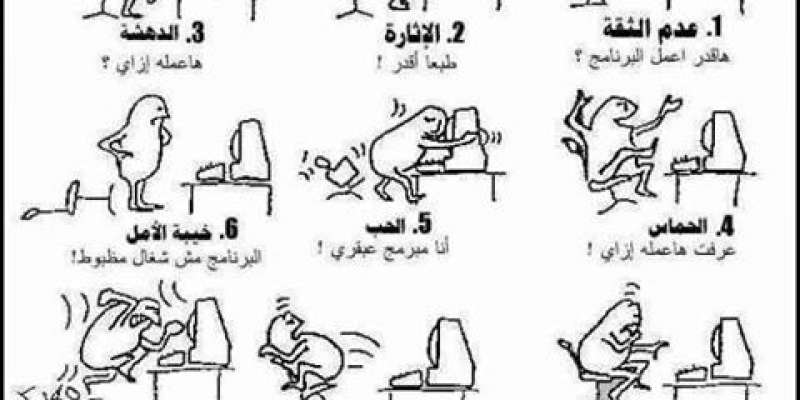 1. عدم الثقة
هاقدر اعمل البرنامج ؟
2. الإثارة
طبعا أقدر !
3. الدهشة
هاعمله إزاي ؟
4. الحماس
عرفت هاعمله إزاي !
5. الحب
أنا مبرمج عبقري !
6. خيبة الأمل
البرنامج مش شغال مظبوط!